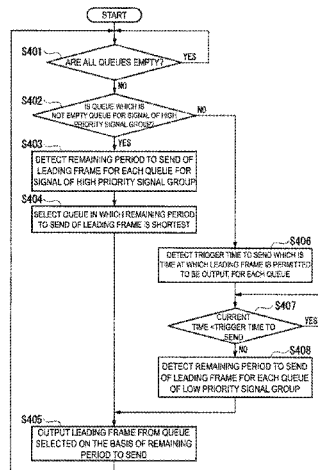 START
S401
ARE ALL QUEUES EMPTY?
YES
NO
S402
IS QUEUE WHICH IS
NOT EMPTY QUEUE FOR SIGNAL OF HIGH
PRIORITY SIGNAL GROUP?
NO
YES
S403
DETECT REMAINING PERIOD TO SEND OF
LEADING FRAME FOR EACH QUEUE FOR
SIGNAL OF HIGH PRIORITY SIGNAL GROUP
S404
SELECT QUEUE IN WHICH REMAINING PERIOD
TO SEND OF LEADING FRAME IS SHORTEST
S406
DETECT TRIGGER TIME TO SEND WHICH IS
TIME AT WHICH LEADING FRAME IS PERMITTED
TO BE OUTPUT, FOR EACH QUEUE
S407
CURRENT
TIME <TRIGGER TIME TO
SEND
YES
NO
S408
DETECT REMAINING PERIOD TO SEND
OF LEADING FRAME FOR EACH QUEUE
OF LOW PRIORITY SIGNAL GROUP
S405
OUTPUT LEADING FRAME FROM QUEUE
SELECTED ON THE BASIS OF REMAINING
PERIOD TO SEND